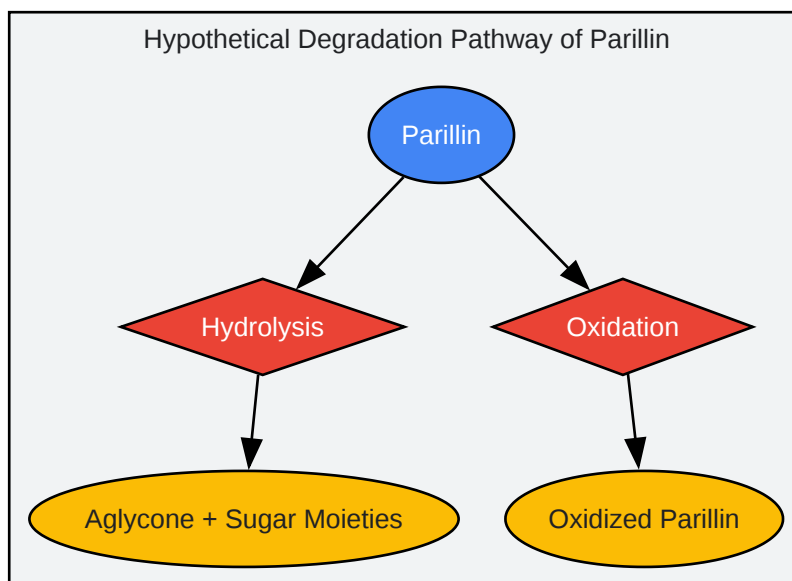 Hypothetical Degradation Pathway of Parillin
Parillin
Hydrolysis
Oxidation
Aglycone + Sugar Moieties
Oxidized Parillin